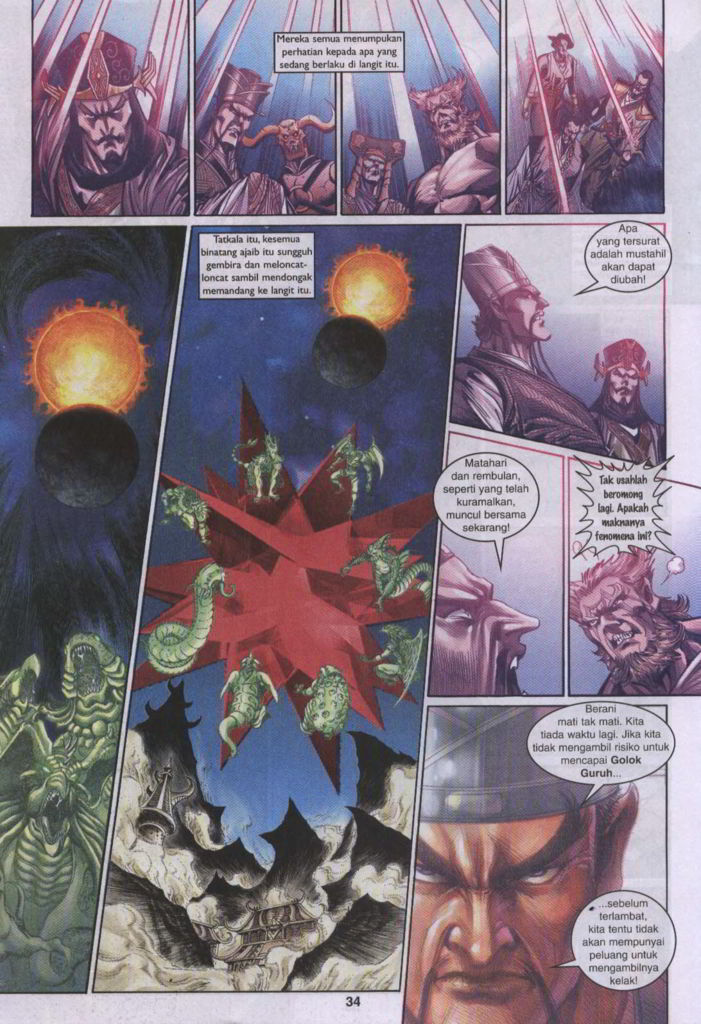 Mereka semua menumpukan
perhatian kepada apa yang
sedang berlaku di langit itu.
Tatkala itu, kesemua
binatang ajaib itu sungguh
gembira dan meloncat-
loncat sambil mendongak
memandang ke langit itu.
Apa
yang tersurat
adalah mustahil
akan dapat
diubah!
Matahari
dan rembulan,
seperti yang telah
kuramalkan,
muncul bersama
sekarang!
Tak usahlah
beromong
lagi. Apakah
maknanya
fenomena ini?
Berani
mati tak mati. Kita
tiada waktu lagi. Jika kita
tidak mengambil risiko untuk
mencapai Golok
Guruh...
...sebelum
terlambat,
kita tentu tidak
akan mempunyai
peluang untuk
mengambilnya
kelak!
34